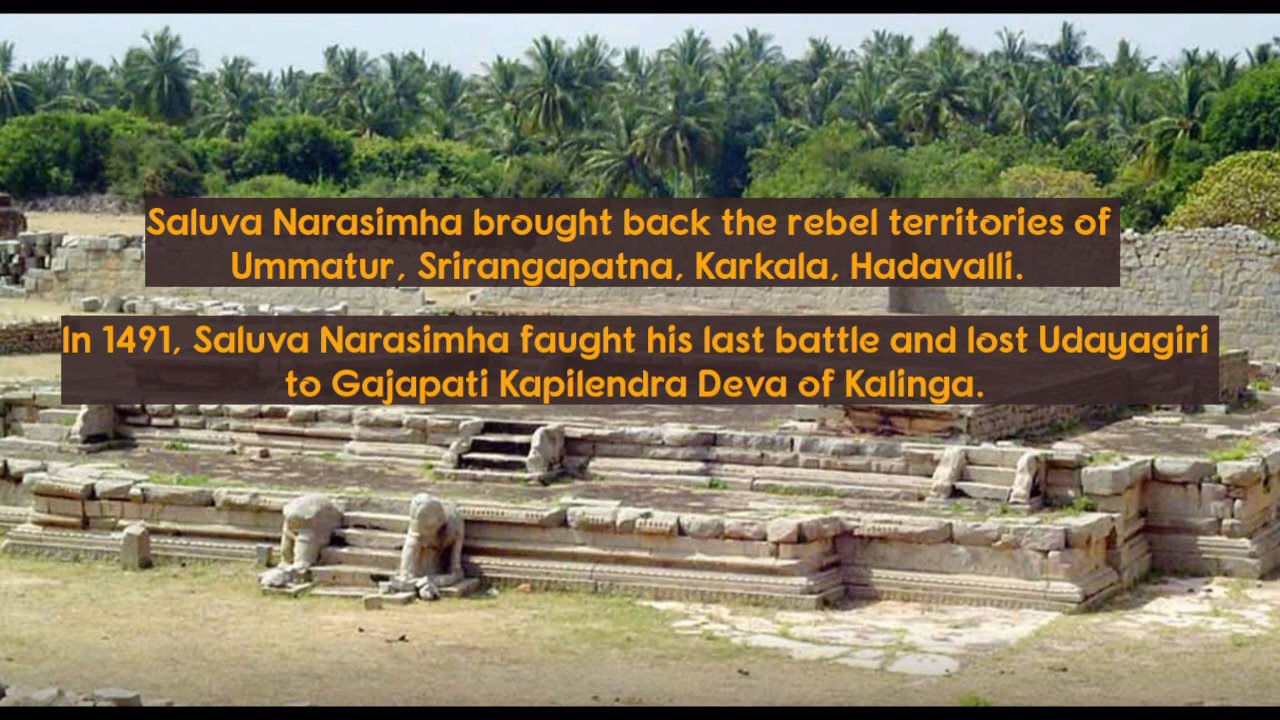 Saluva Narasimha brought back the rebel territories of
Ummatur, Srirangapatna, Karkala, Hadavalli.
In 1491, Saluva Narasimha faught his last battle and lost Udayagiri
to Gajapati Kapilendra Deva of Kalinga.